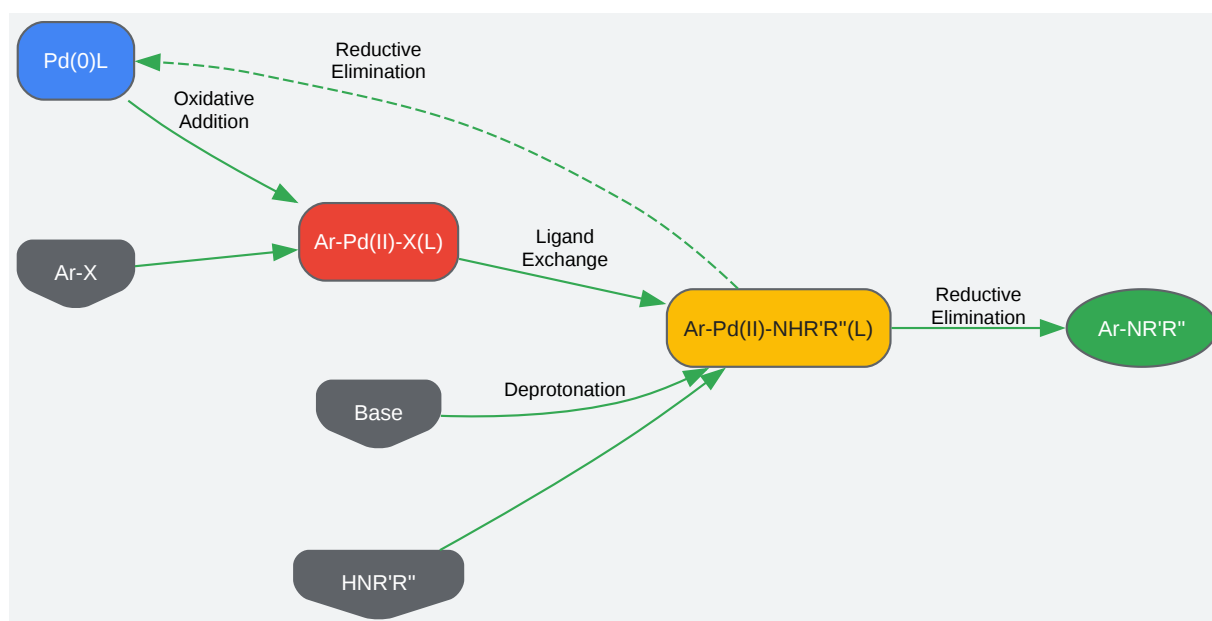 Pd(0)L
Reductive
Elimination
Oxidative
Addition
Ar-Pd(II)-X(L)
Ar-X
Ligand
Exchange
Ar-Pd(II)-NHR'R"(L)
Reductive
Elimination
Ar-NR'R"
Base
Deprotonation
HNR'R"